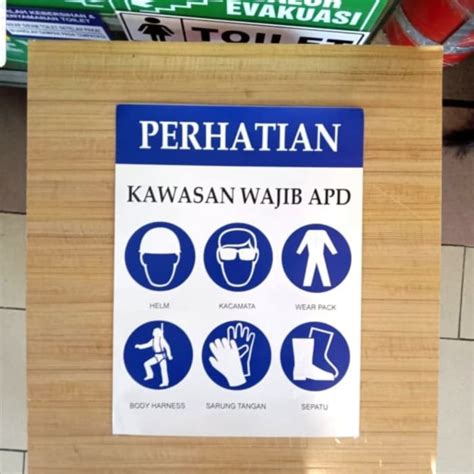 EVAKUASI
TOILET
PERHATIAN
KAWASAN WAJIB APD
HELM
KACAMATA
WEAR PACK
BODY HARNESS
SARUNG TANGAN
SEPATU